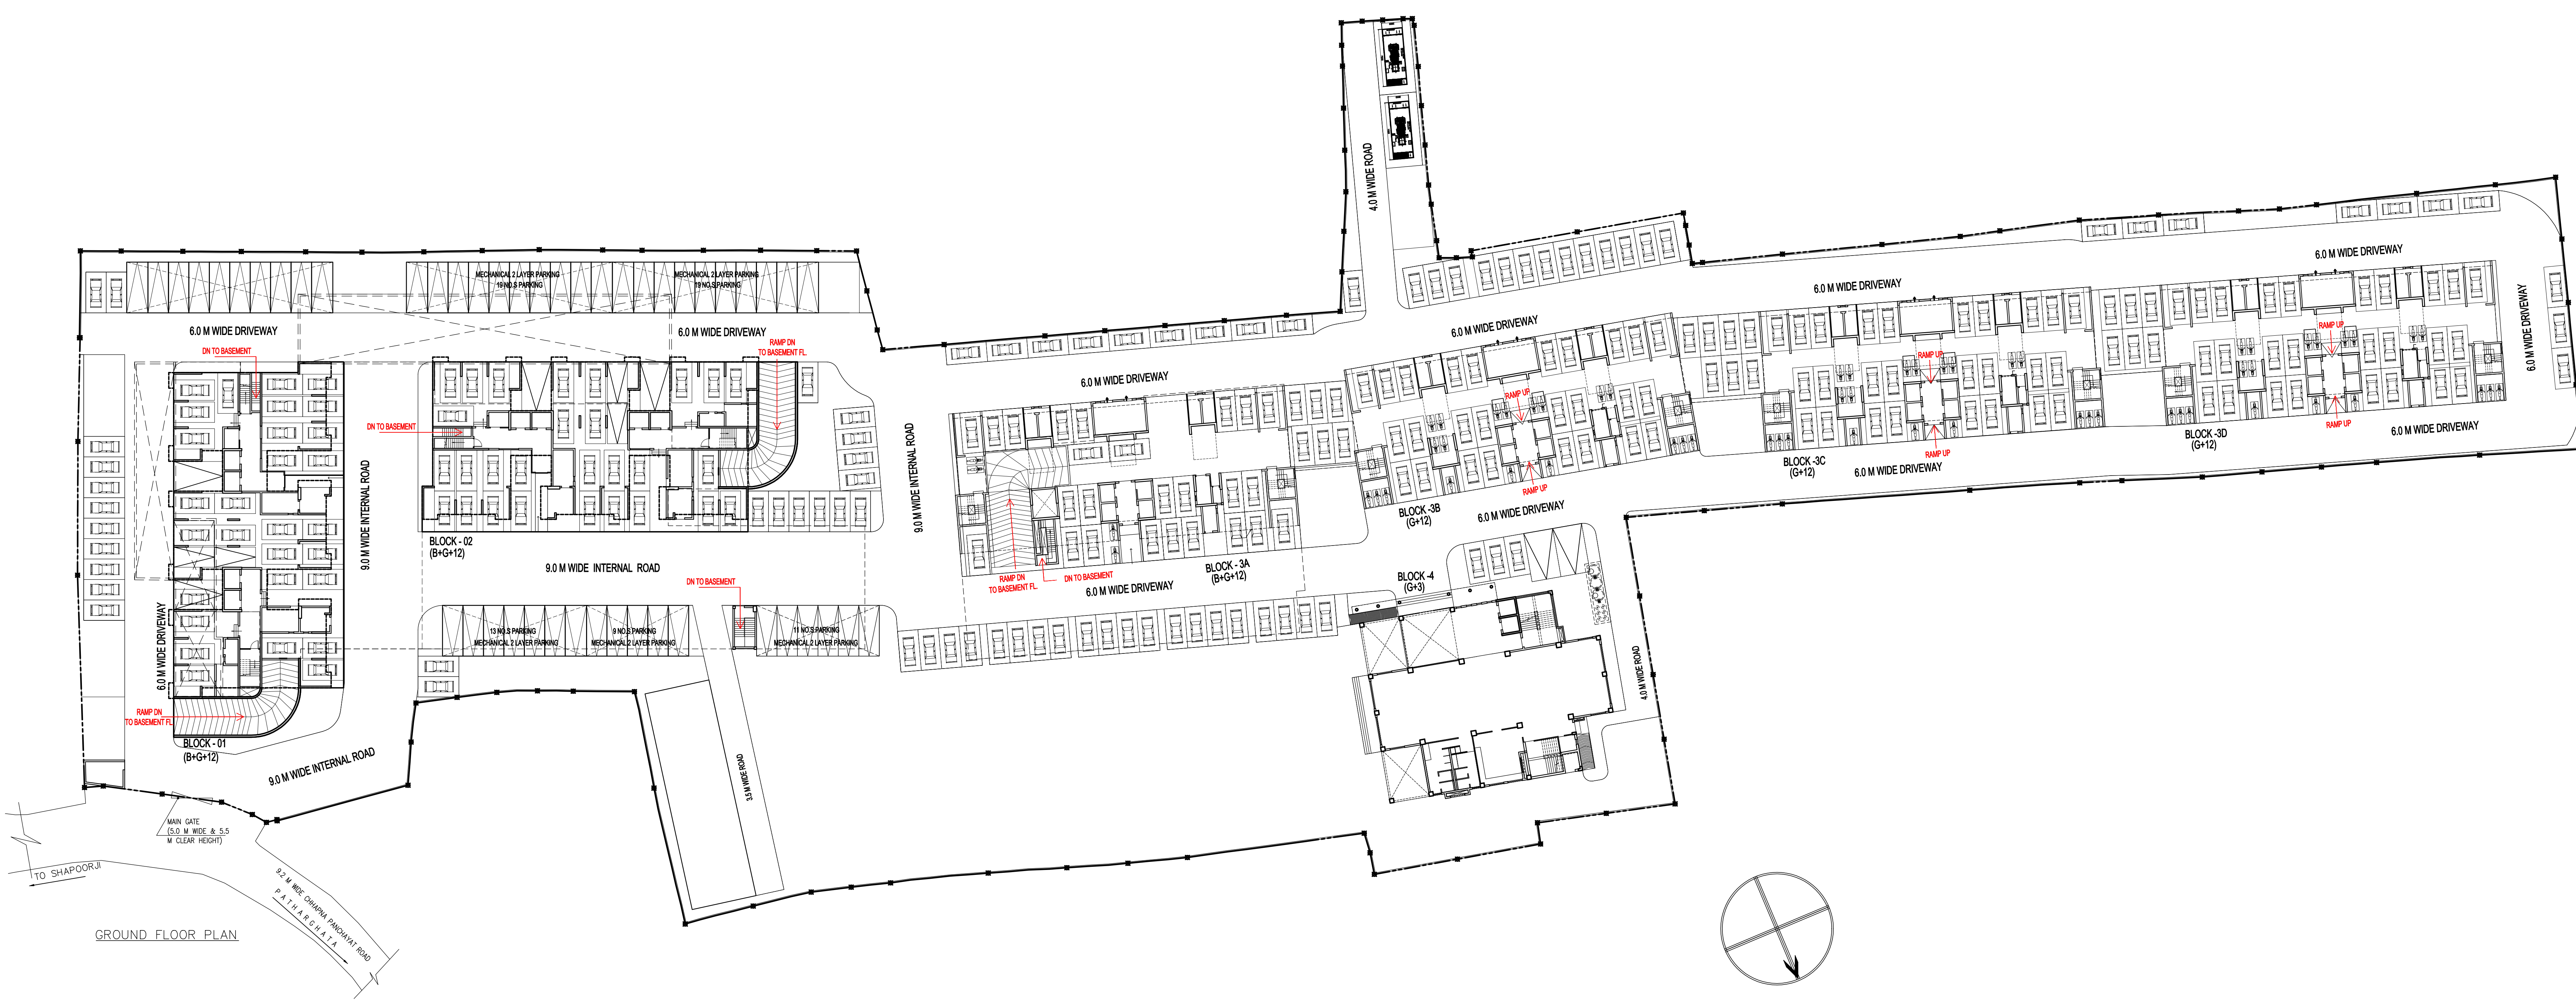 4.0 M WIDE ROAD
MECHANICAL 2 LAYER PARKING
19 NO.S PARKING
MECHANICAL 2 LAYER PARKING
19 NO.S PARKING
6.0 M WIDE DRIVEWAY
DN TO BASEMENT
6.0 M WIDE DRIVEWAY
RAMP DN
TO BASEMENT FL.
DN TO BASEMENT
9.0 M WIDE INTERNAL ROAD
BLOCK - 02
(B+G+12)
9.0 M WIDE INTERNAL ROAD
DN TO BASEMENT
13 NO.S PARKING
MECHANICAL 2 LAYER PARKING
9 NO.S PARKING
MECHANICAL 2 LAYER PARKING
11 NO.S PARKING
MECHANICAL 2 LAYER PARKING
6.0 M WIDE DRIVEWAY
RAMP DN
TO BASEMENT FL
BLOCK - 01
(B+G+12)
9.0 M WIDE INTERNAL ROAD
3.5 M WIDE ROAD
9.0 M WIDE INTERNAL ROAD
6.0 M WIDE DRIVEWAY
RAMP DN
TO BASEMENT FL.
DN TO BASEMENT
6.0 M WIDE DRIVEWAY
BLOCK - 3A
(B+G+12)
6.0 M WIDE DRIVEWAY
RAMP UP
RAMP UP
BLOCK -3B
(G+12)
6.0 M WIDE DRIVEWAY
BLOCK -4
(G+3)
4.0 M WIDE ROAD
6.0 M WIDE DRIVEWAY
RAMP UP
RAMP UP
BLOCK -3C
(G+12)
6.0 M WIDE DRIVEWAY
6.0 M WIDE DRIVEWAY
RAMP UP
RAMP UP
BLOCK -3D
(G+12)
6.0 M WIDE DRIVEWAY
6.0 M WIDE DRIVEWAY
MAIN GATE
(5.0 M WIDE & 5.5
M CLEAR HEIGHT)
TO SHAPOORJI
9.2 M WIDE CHHAPNA PANCHAYAT ROAD
PATHARGHATA
GROUND FLOOR PLAN